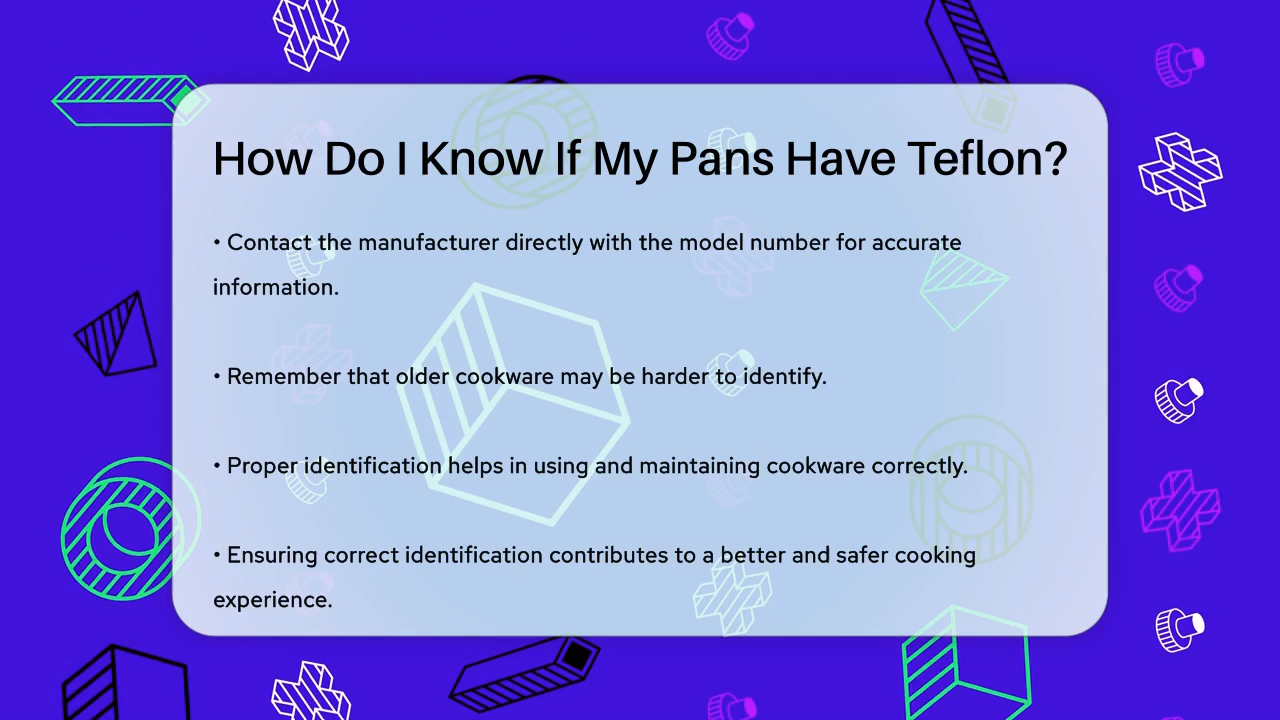 How Do I Know If My Pans Have Teflon?
• Contact the manufacturer directly with the model number for accurate
information.
• Remember that older cookware may be harder to identify.
• Proper identification helps in using and maintaining cookware correctly.
• Ensuring correct identification contributes to a better and safer cooking
experience.